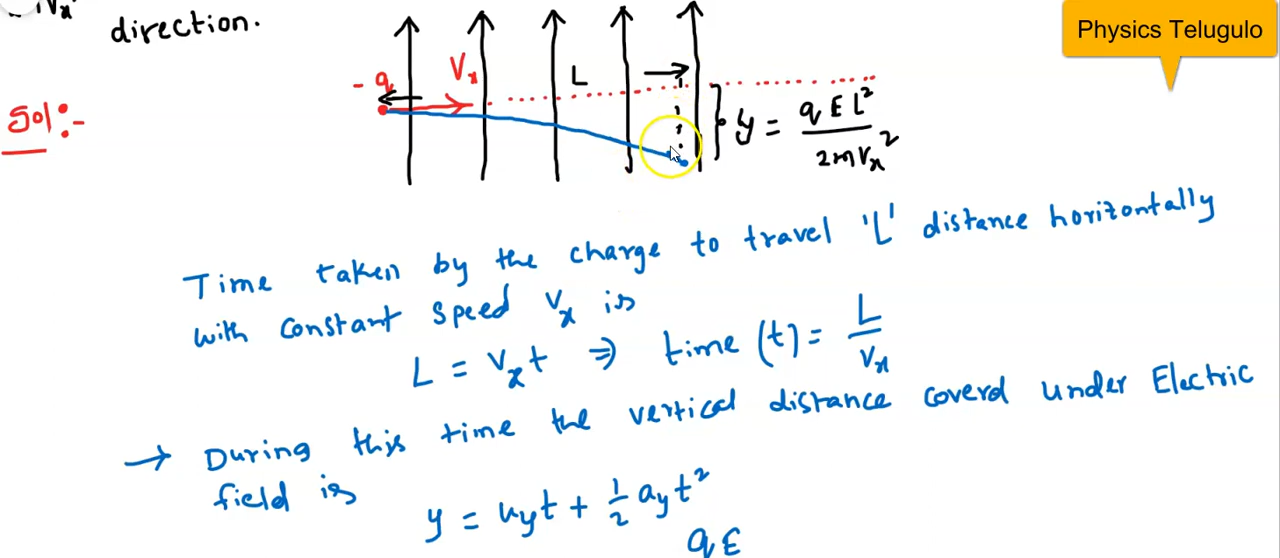 direction.
Physics Telugulo
Sol:-
- q
Vx
L
y = qEL²/2mVx²
Time taken by the charge to travel 'L' distance horizontally
with constant speed Vx is
L = Vx t ⇒ time (t) = L/Vx
→ During this time the vertical distance coverd under Electric
field is
y = uyt + 1/2 ayt²
qE